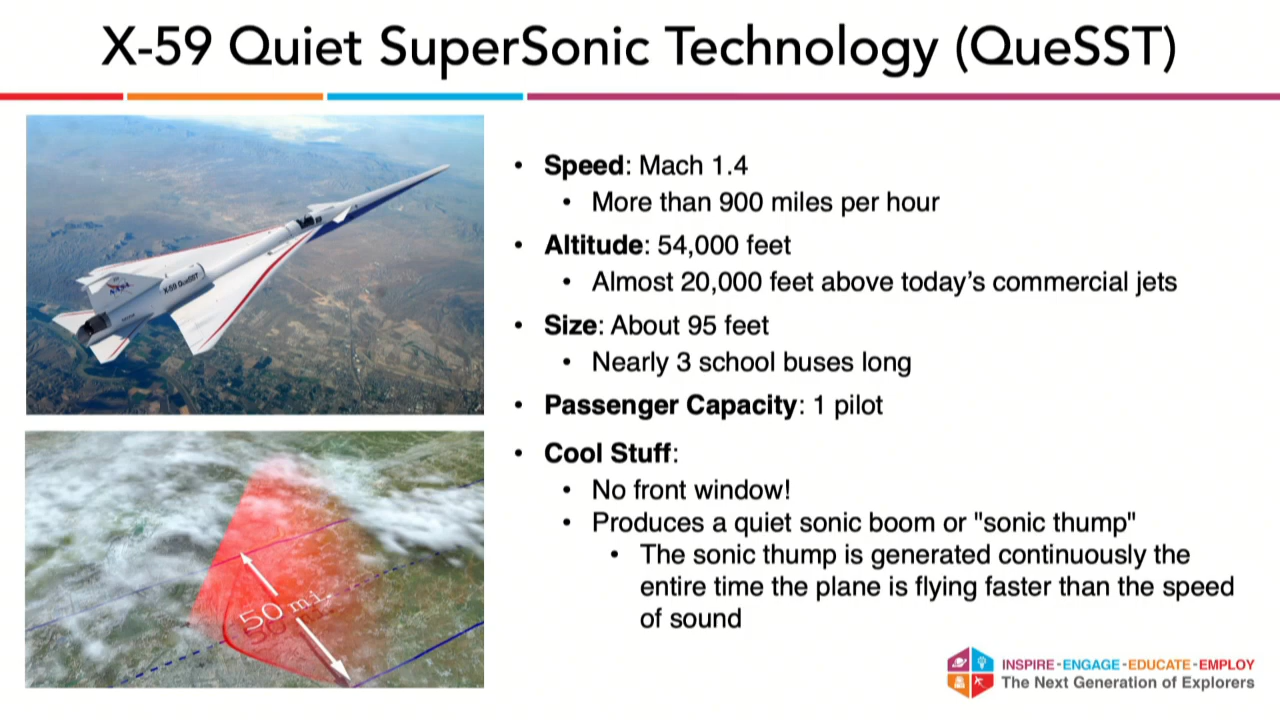 X-59 Quiet SuperSonic Technology (QueSST)
• Speed: Mach 1.4
• More than 900 miles per hour
• Altitude: 54,000 feet
• Almost 20,000 feet above today's commercial jets
• Size: About 95 feet
• Nearly 3 school buses long
• Passenger Capacity: 1 pilot
• Cool Stuff:
• No front window!
• Produces a quiet sonic boom or "sonic thump"
• The sonic thump is generated continuously the
entire time the plane is flying faster than the speed
of sound
NASA
X-59 QueSST
50 mi.
INSPIRE - ENGAGE - EDUCATE - EMPLOY
The Next Generation of Explorers